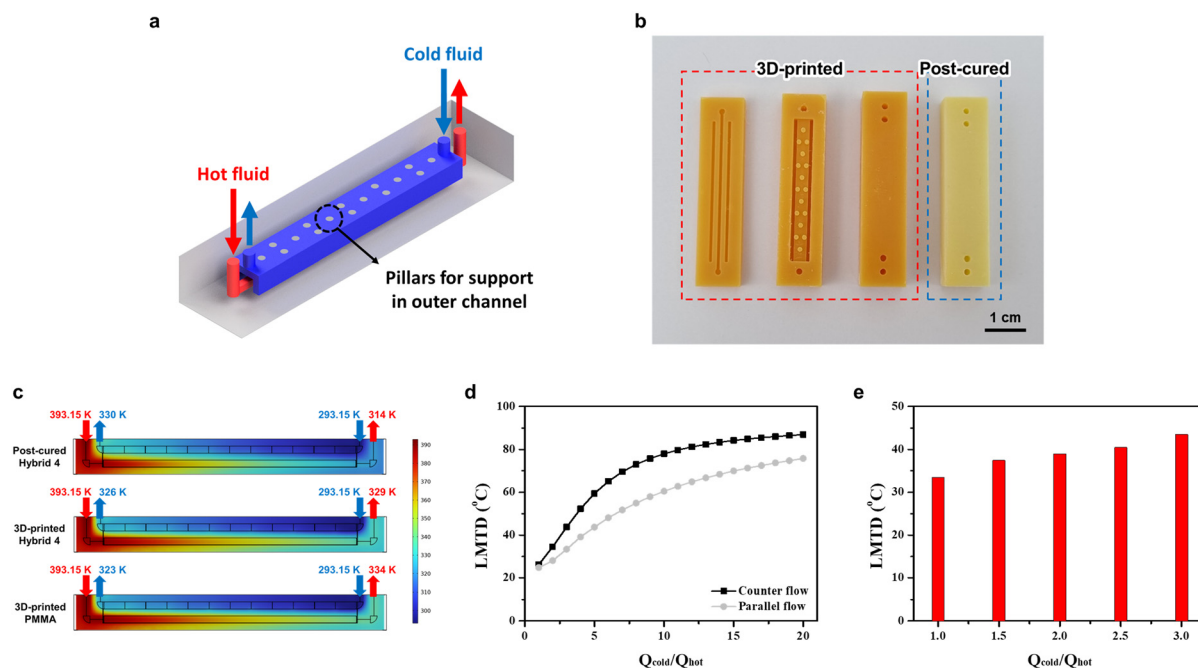 a
Cold fluid
Hot fluid
Pillars for support
in outer channel
b
3D-printed
Post-cured
1 cm
c
393.15 K
330 K
293.15 K
314 K
Post-cured
Hybrid 4
393.15 K
326 K
293.15 K
329 K
3D-printed
Hybrid 4
393.15 K
323 K
293.15 K
334 K
3D-printed
PMMA
390
380
370
360
350
340
330
320
310
300
d
100
80
60
40
20
0
LMTD (°C)
Counter flow
Parallel flow
0
5
10
15
20
Qcold/Qhot
e
50
40
30
20
10
0
LMTD (°C)
1.0
1.5
2.0
2.5
3.0
Qcold/Qhot